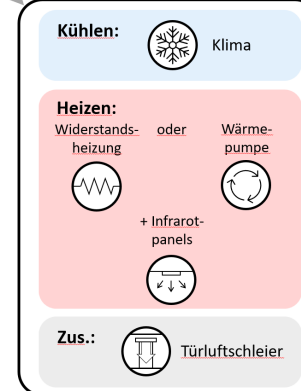 Kühlen:
Klima
Heizen:
Widerstands- oder Wärme-
heizung pumpe
+ Infrarot-
panels
Zus.:
Türluftschleier